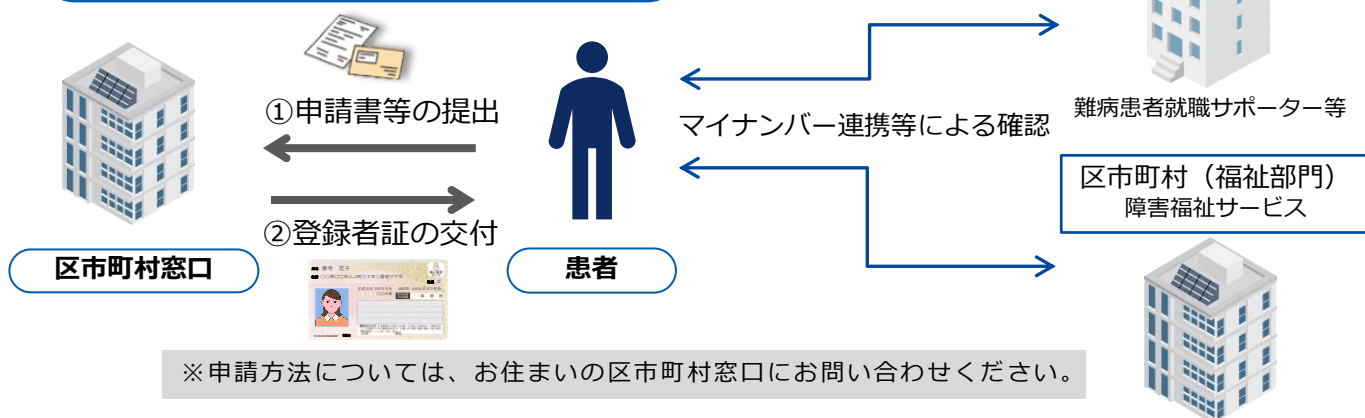 ①申請書等の提出
②登録者証の交付
区市町村窓口
患者
マイナンバー連携等による確認
難病患者就職サポーター等
区市町村（福祉部門）
障害福祉サービス
※申請方法については、お住まいの区市町村窓口にお問い合わせください。